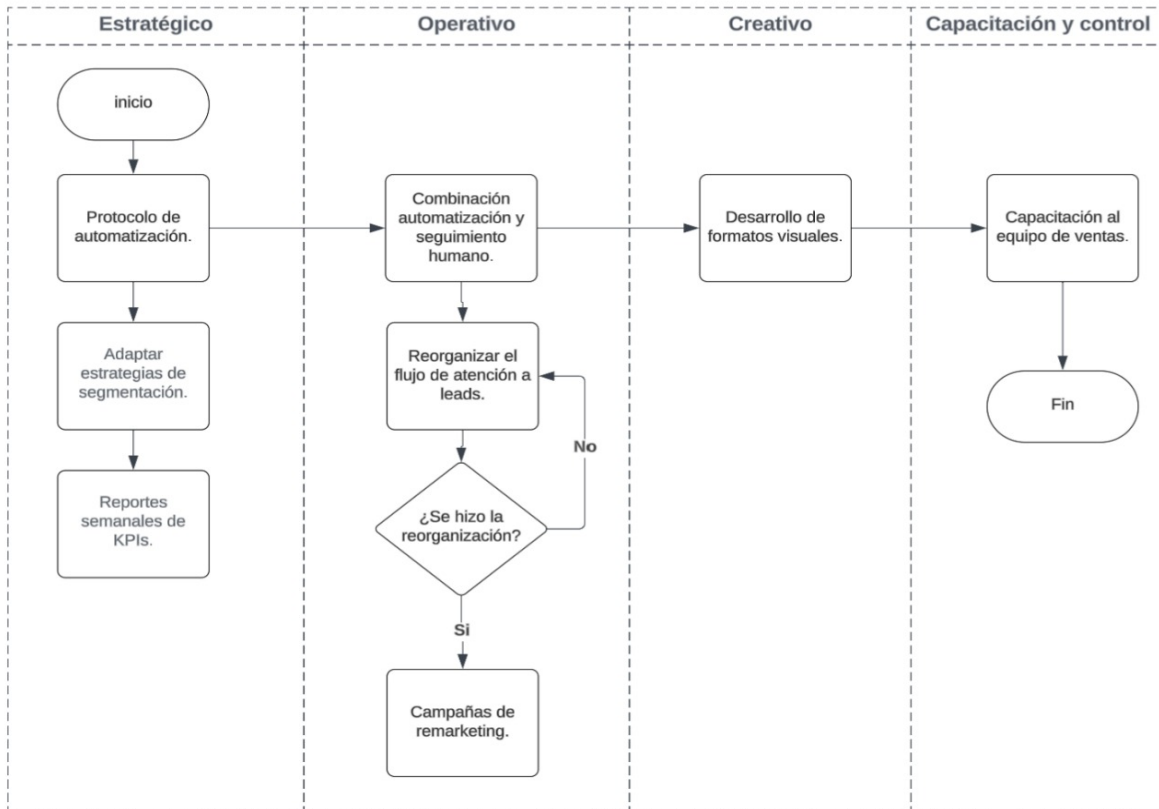 Estratégico
Operativo
Creativo
Capacitación y control
inicio
Protocolo de
automatización.
Combinación
automatización y
seguimiento
humano.
Desarrollo de
formatos visuales.
Capacitación al
equipo de ventas.
Adaptar
estrategias de
segmentación.
Reorganizar el
flujo de atención a
leads.
Fin
No
Reportes
semanales de
KPIs.
¿Se hizo la
reorganización?
Si
Campañas de
remarketing.